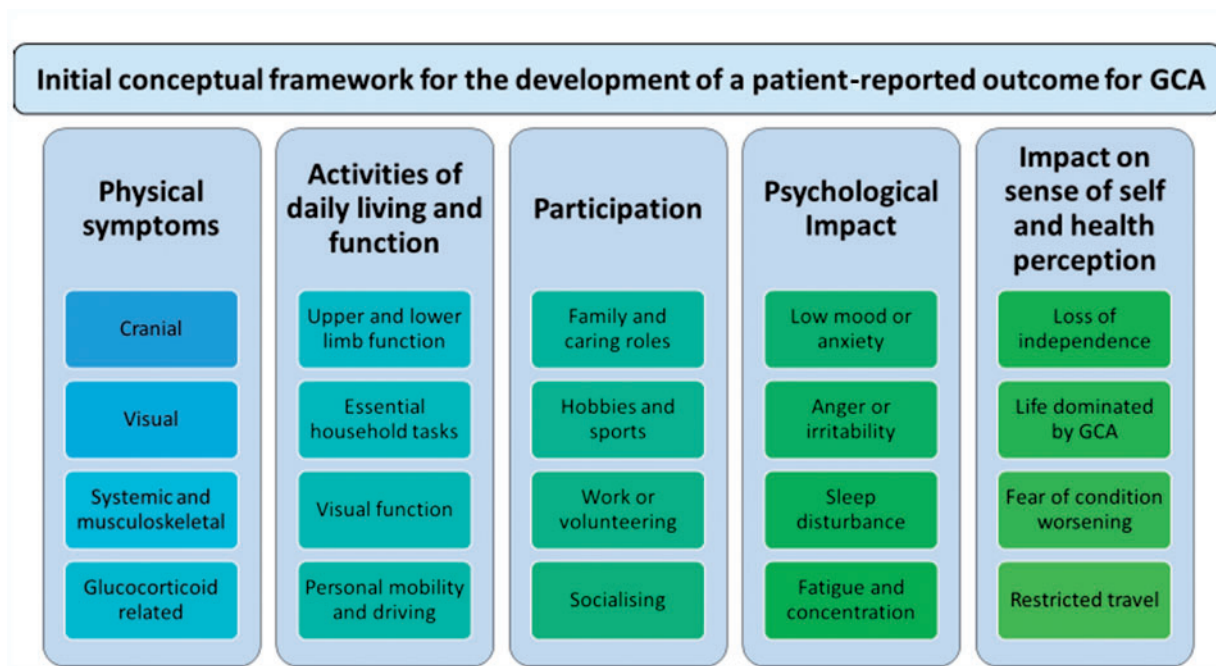 Initial conceptual framework for the development of a patient-reported outcome for GCA
Physical
symptoms
Cranial
Visual
Systemic and
musculoskeletal
Glucocorticoid
related
Activities of
daily living and
function
Upper and lower
limb function
Essential
household tasks
Visual function
Personal mobility
and driving
Participation
Family and
caring roles
Hobbies and
sports
Work or
volunteering
Socialising
Psychological
Impact
Low mood or
anxiety
Anger or
irritability
Sleep
disturbance
Fatigue and
concentration
Impact on
sense of self
and health
perception
Loss of
independence
Life dominated
by GCA
Fear of condition
worsening
Restricted travel